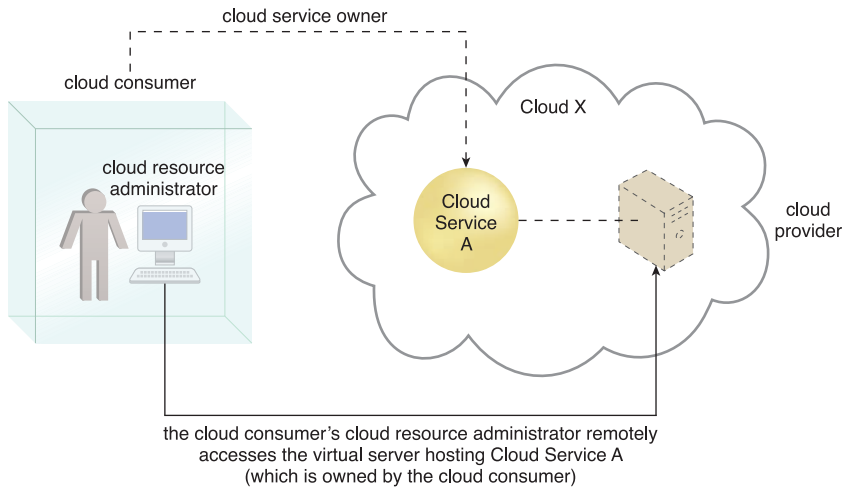 cloud service owner
cloud consumer
cloud resource
administrator
Cloud X
Cloud
Service
A
cloud
provider
the cloud consumer’s cloud resource administrator remotely
accesses the virtual server hosting Cloud Service A
(which is owned by the cloud consumer)